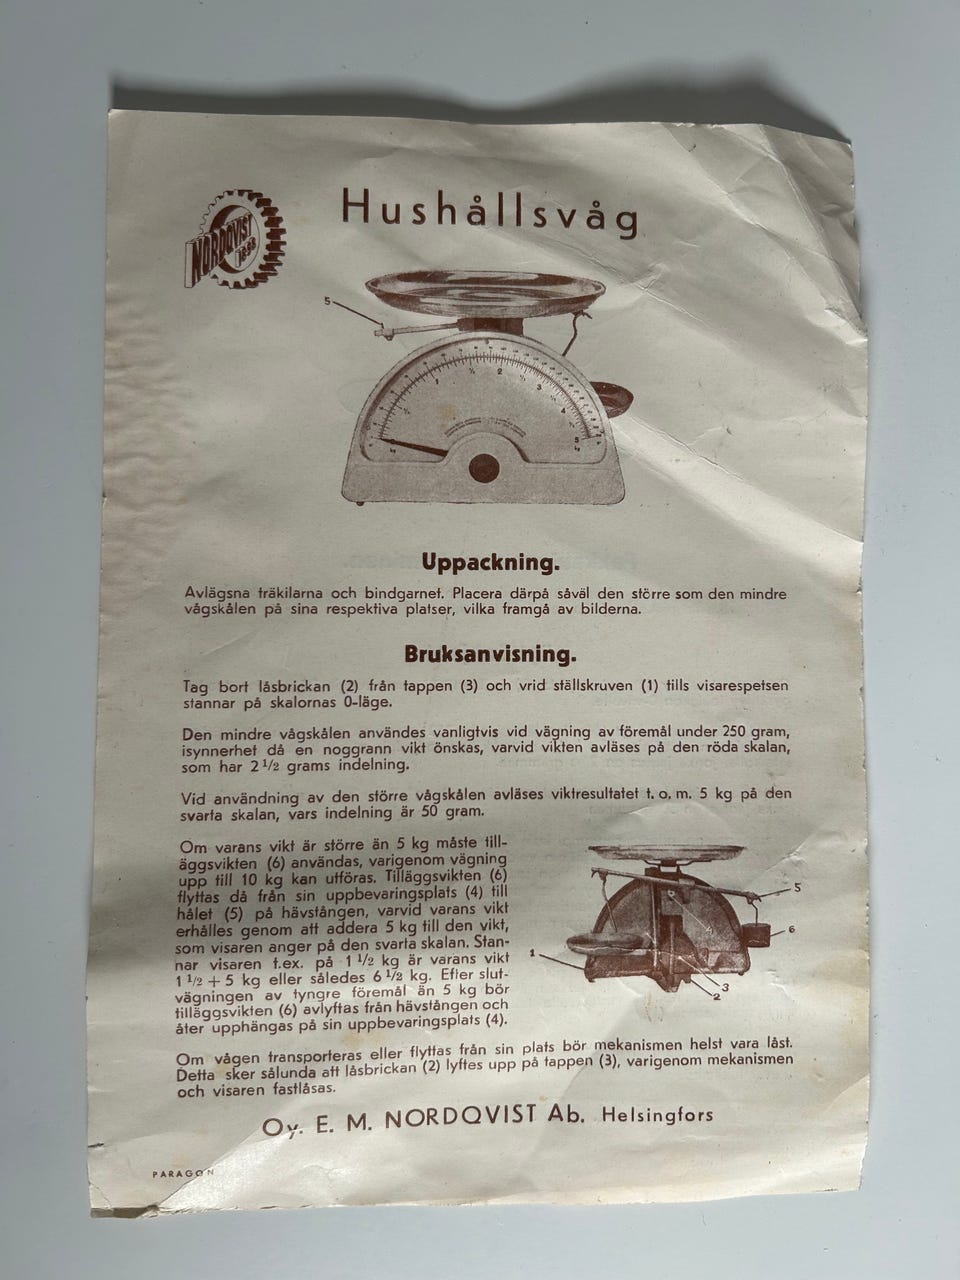 NORDQVIST
Hushållsvåg
5
0
1
2
3
4
5
kg
kg
Uppackning.
Avlägsna träkilarna och bindgarnet. Placera därpå såväl den större som den mindre
vågskålen på sina respektiva platser, vilka framgå av bilderna.
Bruksanvisning.
Tag bort låsbrickan (2) från tappen (3) och vrid ställskruven (1) tills visarespetsen
stannar på skalornas 0-läge.
Den mindre vågskålen användes vanligtvis vid vägning av föremål under 250 gram,
isynnerhet då en noggrann vikt önskas, varvid vikten avläses på den röda skalan,
som har 2 1/2 grams indelning.
Vid användning av den större vågskålen avläses viktresultatet t. o. m. 5 kg på den
svarta skalan, vars indelning är 50 gram.
Om varans vikt är större än 5 kg måste till-
äggsvikten (6) användas, varigenom vägning
upp till 10 kg kan utföras. Tilläggsvikten (6)
flyttas då från sin uppbevaringsplats (4) till
hålet (5) på hävstången, varvid varans vikt
erhålles genom att addera 5 kg till den vikt,
som visaren anger på den svarta skalan. Stan-
nar visaren t.ex. på 1 1/2 kg är varans vikt
1 1/2 + 5 kg eller således 6 1/2 kg. Efter slut-
vägningen av tyngre föremål än 5 kg bör
tilläggsvikten (6) avlyftas från hävstången och
åter upphängas på sin uppbevaringsplats (4).
5
4
6
1
3
2
Om vågen transporteras eller flyttas från sin plats bör mekanismen helst vara låst.
Detta sker sålunda att låsbrickan (2) lyftes upp på tappen (3), varigenom mekanismen
och visaren fastlåsas.
Oy. E. M. NORDQVIST Ab. Helsingfors
PARAGON